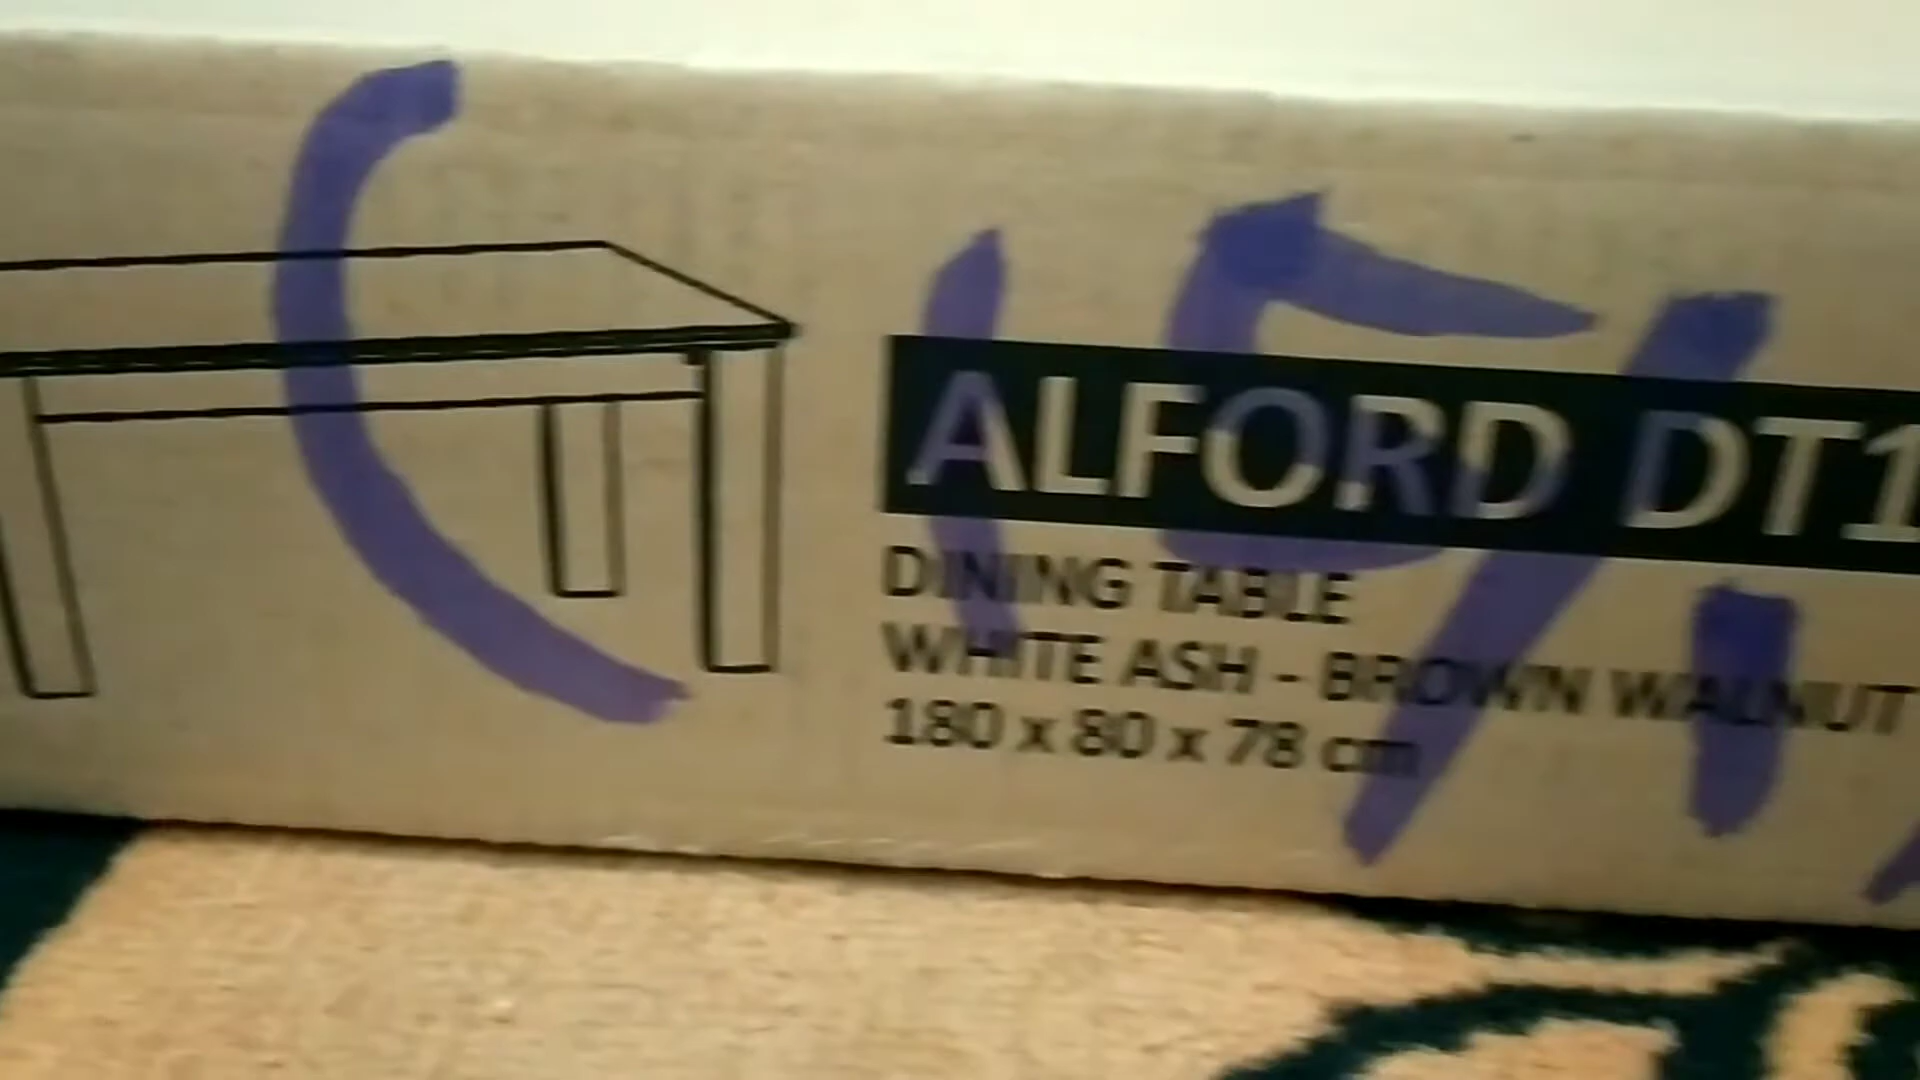 ALFORD DT1
DINING TABLE
WHITE ASH - BROWN WALNUT
180 x 80 x 78 cm